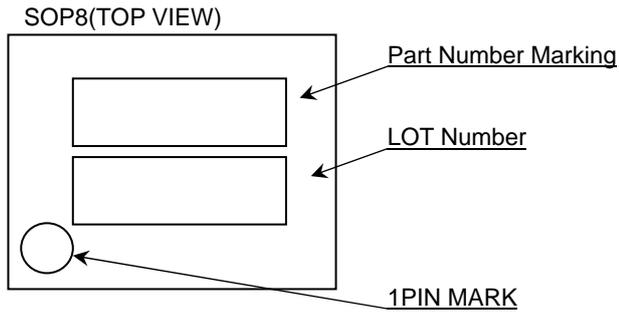 SOP8(TOP VIEW)
Part Number Marking
LOT Number
1PIN MARK